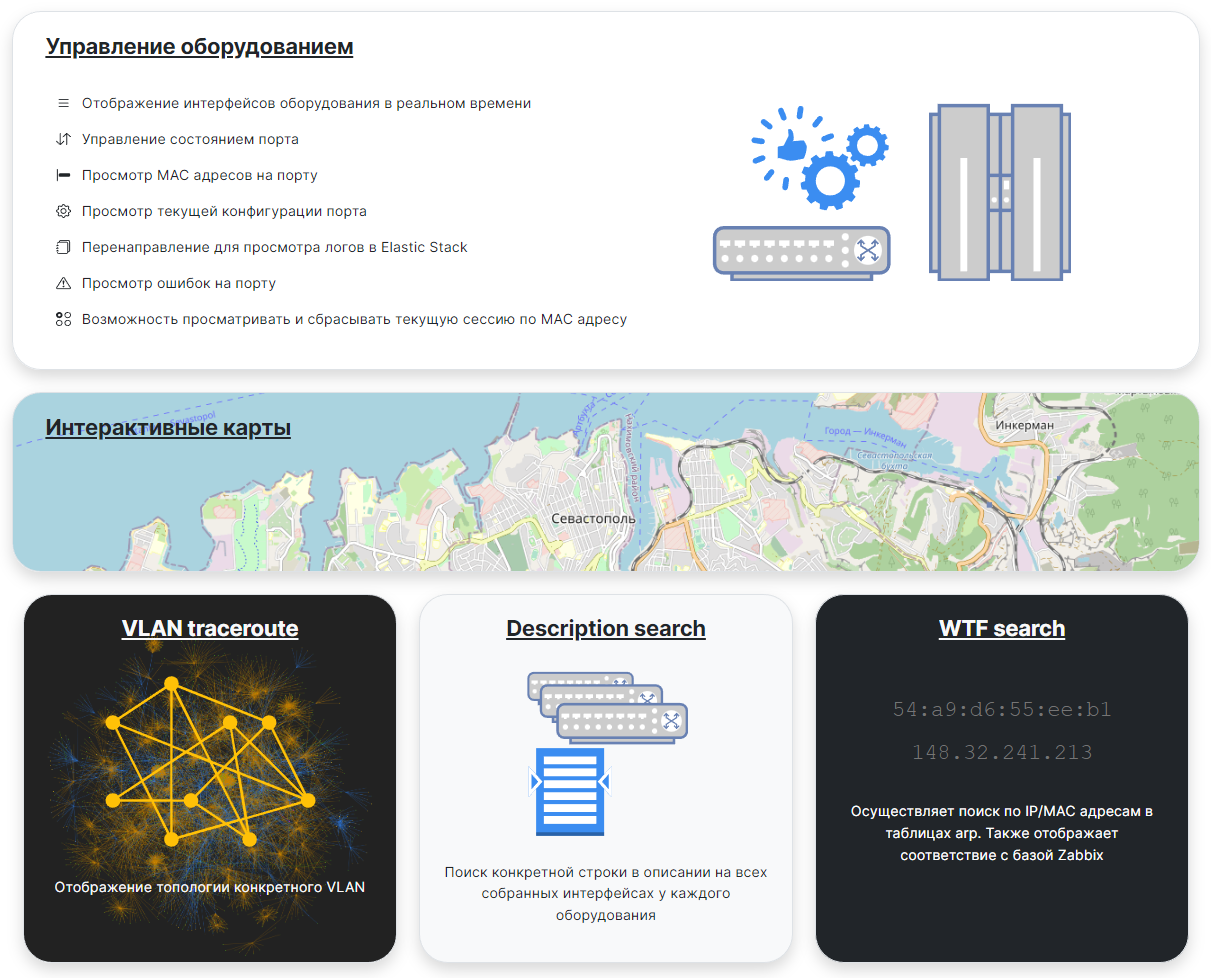 Управление оборудованием
Отображение интерфейсов оборудования в реальном времени
Управление состоянием порта
Просмотр MAC адресов на порту
Просмотр текущей конфигурации порта
Перенаправление для просмотра логов в Elastic Stack
Просмотр ошибок на порту
Возможность просматривать и сбрасывать текущую сессию по MAC адресу
Интерактивные карты
Инкерман
Город — Инкерман
Севастопольская
бухта
Севастополь
VLAN traceroute
Отображение топологии конкретного VLAN
Description search
Поиск конкретной строки в описании на всех
собранных интерфейсах у каждого
оборудования
WTF search
54:a9:d6:55:ee:b1
148.32.241.213
Осуществляет поиск по IP/MAC адресам в
таблицах arp. Также отображает
соответствие с базой Zabbix